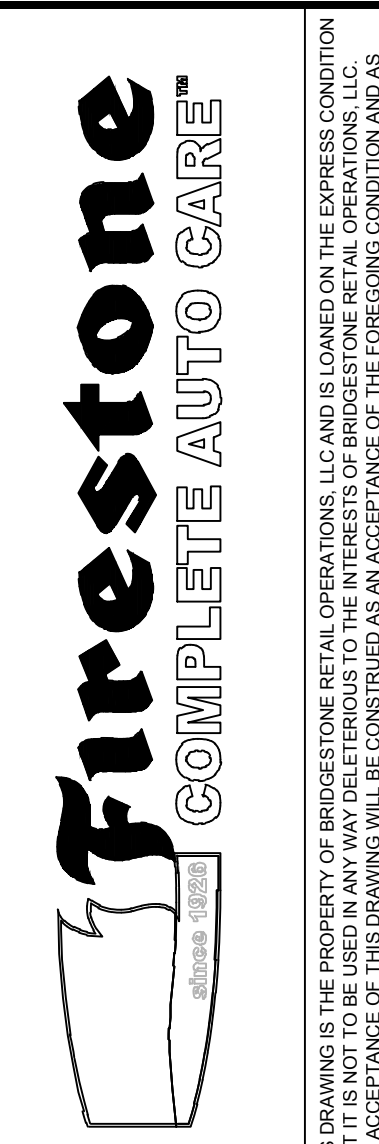 Firestone
COMPLETE AUTO CARE™
since 1926
DRAWING IS THE PROPERTY OF BRIDGESTONE RETAIL OPERATIONS, LLC AND IS LOANED ON THE EXPRESS CONDITION
IT IS NOT TO BE USED IN ANY WAY DELETERIOUS TO THE INTERESTS OF BRIDGESTONE RETAIL OPERATIONS, LLC.
ACCEPTANCE OF THIS DRAWING WILL BE CONSTRUED AS AN ACCEPTANCE OF THE FOREGOING CONDITION AND AS